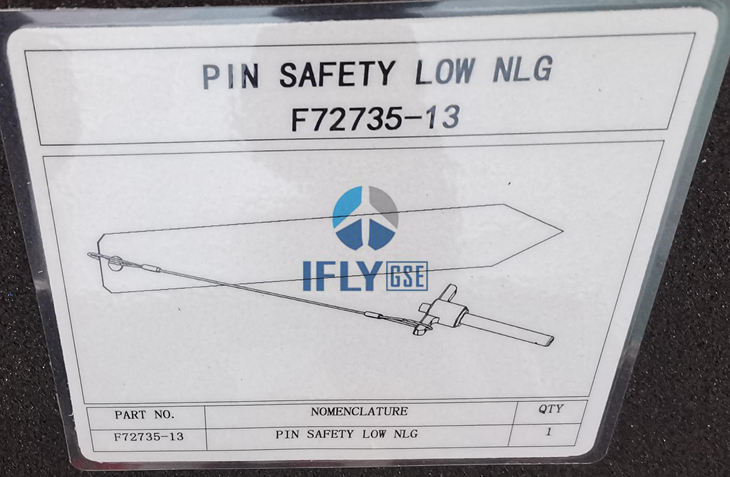 PIN SAFETY LOW NLG
F72735-13
IFLY GSE
PART NO. NOMENCLATURE QTY
F72735-13 PIN SAFETY LOW NLG 1